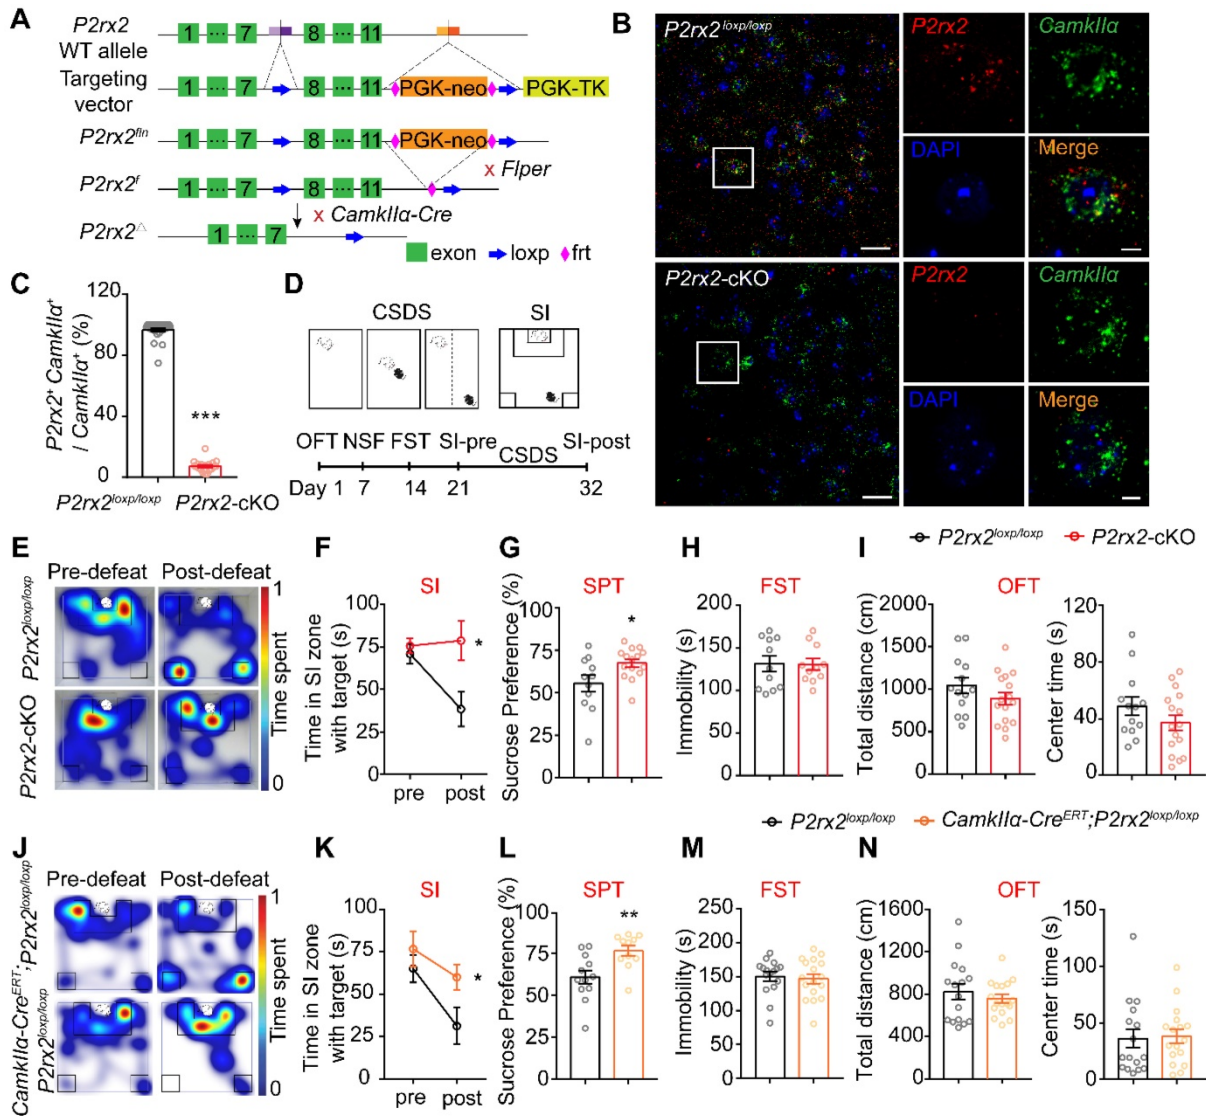 A
P2rx2
WT allele
1 ... 7 8 ... 11
Targeting
vector
1 ... 7 8 ... 11 PGK-neo PGK-TK
P2rx2fln
1 ... 7 8 ... 11 PGK-neo
x Flper
P2rx2f
1 ... 7 8 ... 11
x CamkIIα-Cre
P2rx2△
1 ... 7
exon loxp frt
B
P2rx2loxp/loxp
P2rx2
CamkIIα
DAPI
Merge
P2rx2-cKO
P2rx2
CamkIIα
DAPI
Merge
C
P2rx2+ CamkIIα+
/ CamkIIα+ (%)
120
80
40
0
***
P2rx2loxp/loxp P2rx2-cKO
D
CSDS
SI
OFT NSF FST SI-pre CSDS SI-post
Day 1 7 14 21 32
P2rx2loxp/loxp P2rx2-cKO
E
Pre-defeat Post-defeat
P2rx2loxp/loxp
P2rx2-cKO
1
Time spent
0
F
SI
Time in SI zone
with target (s)
100
75
50
25
0
*
pre post
G
SPT
Sucrose Preference (%)
100
75
50
25
0
*
H
FST
Immobility (s)
200
150
100
50
0
I
OFT
Total distance (cm)
2000
1500
1000
500
0
Center time (s)
120
80
40
0
P2rx2loxp/loxp CamkIIα-CreERT;P2rx2loxp/loxp
J
Pre-defeat Post-defeat
CamkIIα-CreERT;P2rx2loxp/loxp
P2rx2loxp/loxp
1
Time spent
0
K
SI
Time in SI zone
with target (s)
100
75
50
25
0
*
pre post
L
SPT
Sucrose Preference (%)
100
75
50
25
0
**
M
FST
Immobility (s)
250
200
150
100
50
0
N
OFT
Total distance (cm)
1600
1200
800
400
0
Center time (s)
150
100
50
0